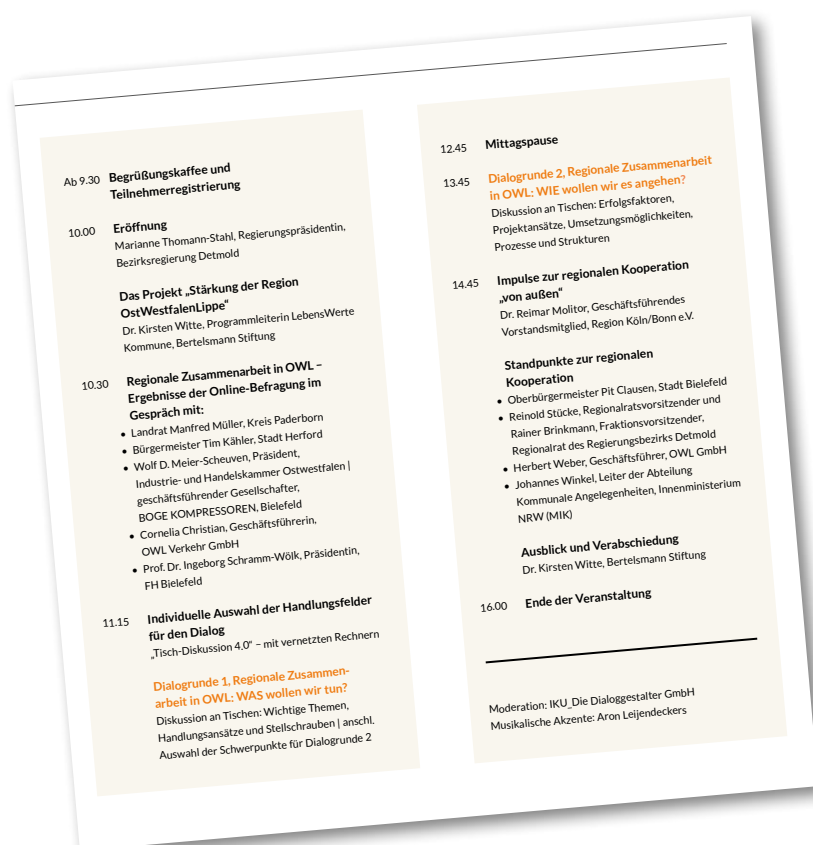 Ab 9.30 Begrüßungskaffee und
Teilnehmerregistrierung
10.00 Eröffnung
Marianne Thomann-Stahl, Regierungspräsidentin,
Bezirksregierung Detmold
Das Projekt „Stärkung der Region
OstWestfalenLippe“
Dr. Kirsten Witte, Programmleiterin LebensWerte
Kommune, Bertelsmann Stiftung
10.30 Regionale Zusammenarbeit in OWL –
Ergebnisse der Online-Befragung im
Gespräch mit:
• Landrat Manfred Müller, Kreis Paderborn
• Bürgermeister Tim Kähler, Stadt Herford
• Wolf D. Meier-Scheuven, Präsident,
Industrie- und Handelskammer Ostwestfalen |
geschäftsführender Gesellschafter,
BOGE KOMPRESSOREN, Bielefeld
• Cornelia Christian, Geschäftsführerin,
OWL Verkehr GmbH
• Prof. Dr. Ingeborg Schramm-Wölk, Präsidentin,
FH Bielefeld
11.15 Individuelle Auswahl der Handlungsfelder
für den Dialog
„Tisch-Diskussion 4.0“ – mit vernetzten Rechnern
Dialogrunde 1, Regionale Zusammen-
arbeit in OWL: WAS wollen wir tun?
Diskussion an Tischen: Wichtige Themen,
Handlungsansätze und Stellschrauben | anschl.
Auswahl der Schwerpunkte für Dialogrunde 2
12.45 Mittagspause
13.45 Dialogrunde 2, Regionale Zusammenarbeit
in OWL: WIE wollen wir es angehen?
Diskussion an Tischen: Erfolgsfaktoren,
Projektansätze, Umsetzungsmöglichkeiten,
Prozesse und Strukturen
14.45 Impulse zur regionalen Kooperation
„von außen“
Dr. Reimar Molitor, Geschäftsführendes
Vorstandsmitglied, Region Köln/Bonn e.V.
Standpunkte zur regionalen
Kooperation
• Oberbürgermeister Pit Clausen, Stadt Bielefeld
• Reinold Stücke, Regionalratsvorsitzender und
Rainer Brinkmann, Fraktionsvorsitzender,
Regionalrat des Regierungsbezirks Detmold
• Herbert Weber, Geschäftsführer, OWL GmbH
• Johannes Winkel, Leiter der Abteilung
Kommunale Angelegenheiten, Innenministerium
NRW (MIK)
Ausblick und Verabschiedung
Dr. Kirsten Witte, Bertelsmann Stiftung
16.00 Ende der Veranstaltung
Moderation: IKU_Die Dialoggestalter GmbH
Musikalische Akzente: Aron Leijendeckers